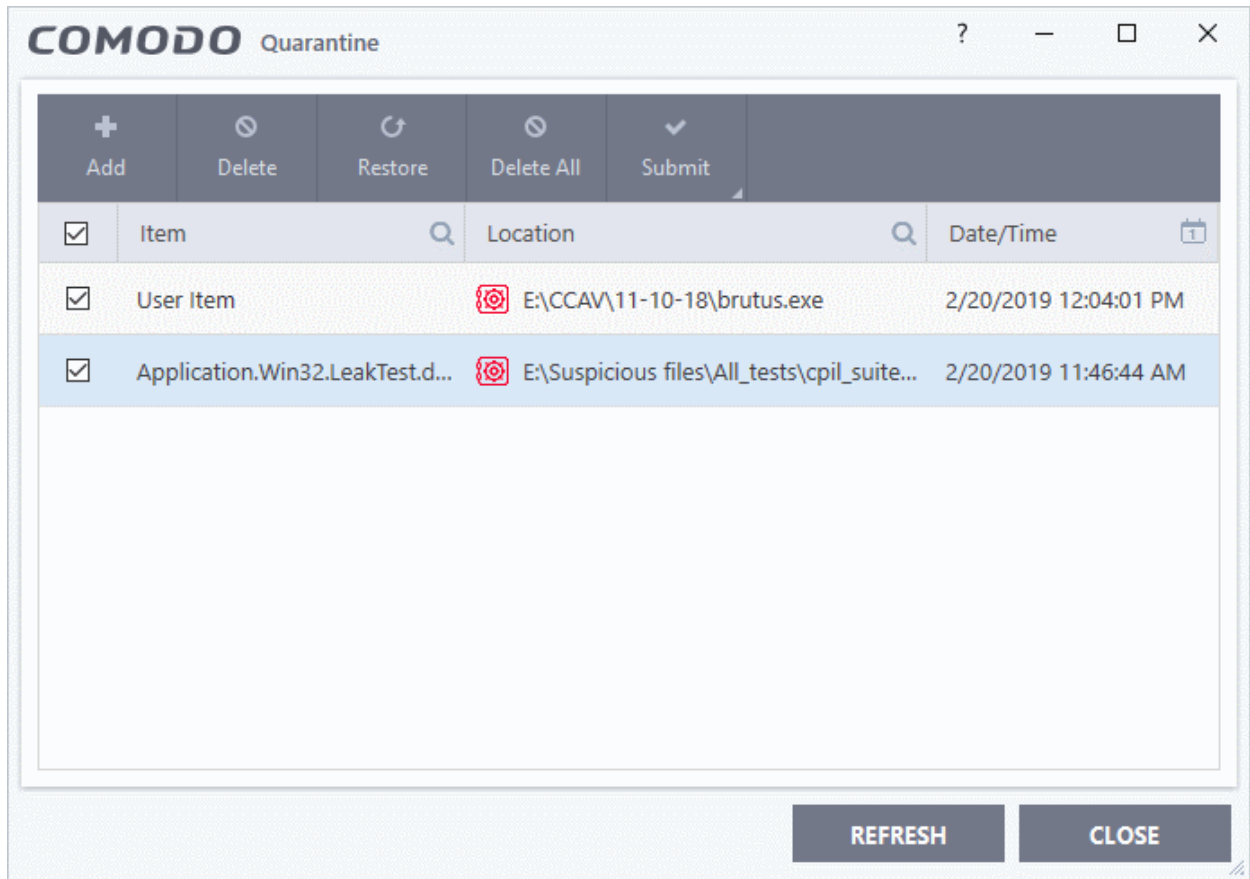 COMODO Quarantine
?
Add Delete Restore Delete All Submit
Item Location Date/Time
1
User Item E:\CCAV\11-10-18\brutus.exe 2/20/2019 12:04:01 PM
Application.Win32.LeakTest.d... E:\Suspicious files\All_tests\cpil_suite... 2/20/2019 11:46:44 AM
REFRESH CLOSE